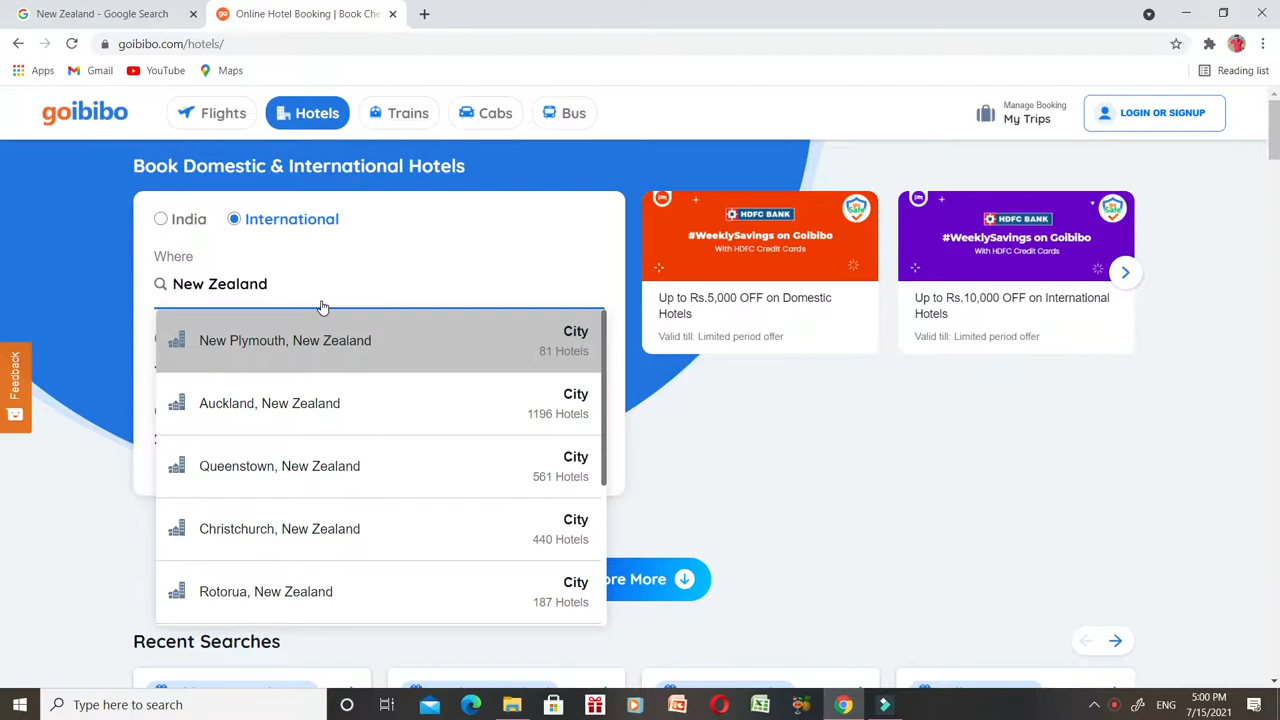 New Zealand - Google Search
Online Hotel Booking | Book Che
goibibo.com/hotels/
Apps
Gmail
YouTube
Maps
Reading list
goibibo
Flights
Hotels
Trains
Cabs
Bus
Manage Booking
My Trips
LOGIN OR SIGNUP
Book Domestic & International Hotels
India
International
Where
New Zealand
New Plymouth, New Zealand
City
81 Hotels
Auckland, New Zealand
City
1196 Hotels
Queenstown, New Zealand
City
561 Hotels
Christchurch, New Zealand
City
440 Hotels
Rotorua, New Zealand
City
187 Hotels
HDFC BANK
#WeeklySavings on Goibibo
With HDFC Credit Cards
Up to Rs.5,000 OFF on Domestic
Hotels
Valid till: Limited period offer
HDFC BANK
#WeeklySavings on Goibibo
With HDFC Credit Cards
Up to Rs.10,000 OFF on International
Hotels
Valid till: Limited period offer
Feedback
ore More
Recent Searches
Type here to search
ENG
5:00 PM
7/15/2021